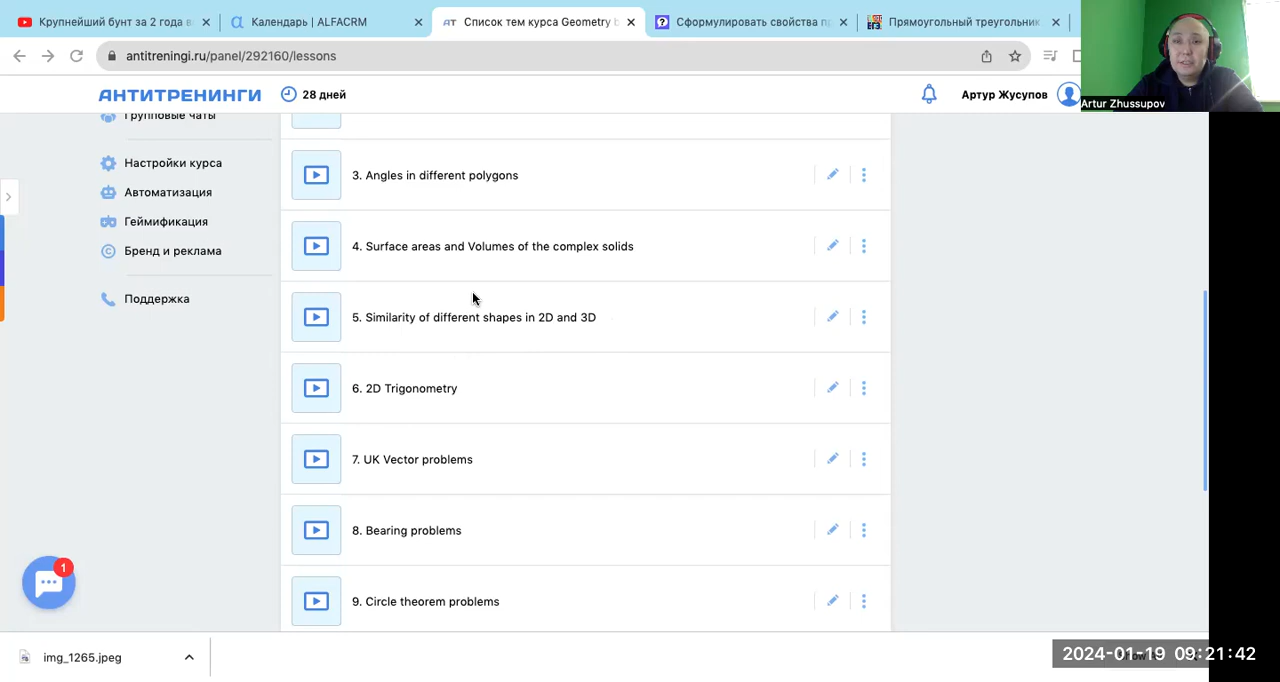 Крупнейший бунт за 2 года в
Календарь | ALFACRM
Список тем курса Geometry b
Сформулировать свойства пр
Прямоугольный треугольник
antitreningi.ru/panel/292160/lessons
Artur Zhussupov
АНТИТРЕНИНГИ
28 дней
Артур Жусупов
Групповые чаты
Настройки курса
Автоматизация
Геймификация
Бренд и реклама
Поддержка
3. Angles in different polygons
4. Surface areas and Volumes of the complex solids
5. Similarity of different shapes in 2D and 3D
6. 2D Trigonometry
7. UK Vector problems
8. Bearing problems
9. Circle theorem problems
1
img_1265.jpeg
2024-01-19 09:21:42